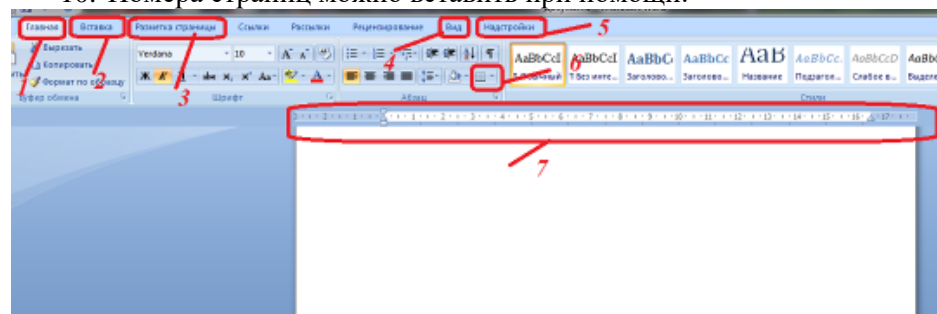 10. Номера страниц можно вставить при помощи:
Главная Вставка Разметка страницы Ссылки Рассылки Рецензирование Вид Надстройки 5
Вырезать
Копировать
Формат по образцу
Verdana 10
1 2 3 4 6
AaBbCcI AaBbCcI AaBbC AaBbCc AaB AaBbCc. AaBbCcD AaBbC
Обычный Без инте... Заголово... Заголово... Название Подзагол... Слабое в... Выделе
Буфер обмена Шрифт Абзац Стили
7